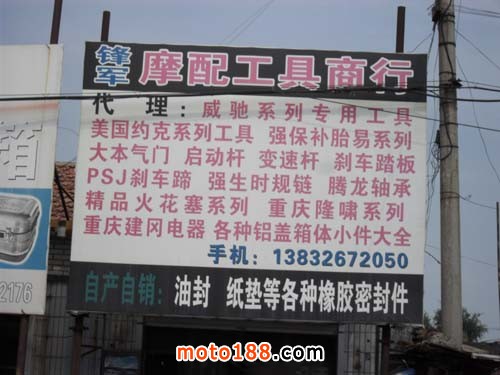 锋军 摩配工具商行
代 理：威驰系列专用工具
美国约克系列工具 强保补胎易系列
大本气门 启动杆 变速杆 刹车踏板
PSJ刹车蹄 强生时规链 腾龙轴承
精品火花塞系列 重庆隆啸系列
重庆建冈电器 各种铝盖箱体小件大全
手机：13832672050
自产自销：油封 纸垫等各种橡胶密封件
箱
2176
moto188.com